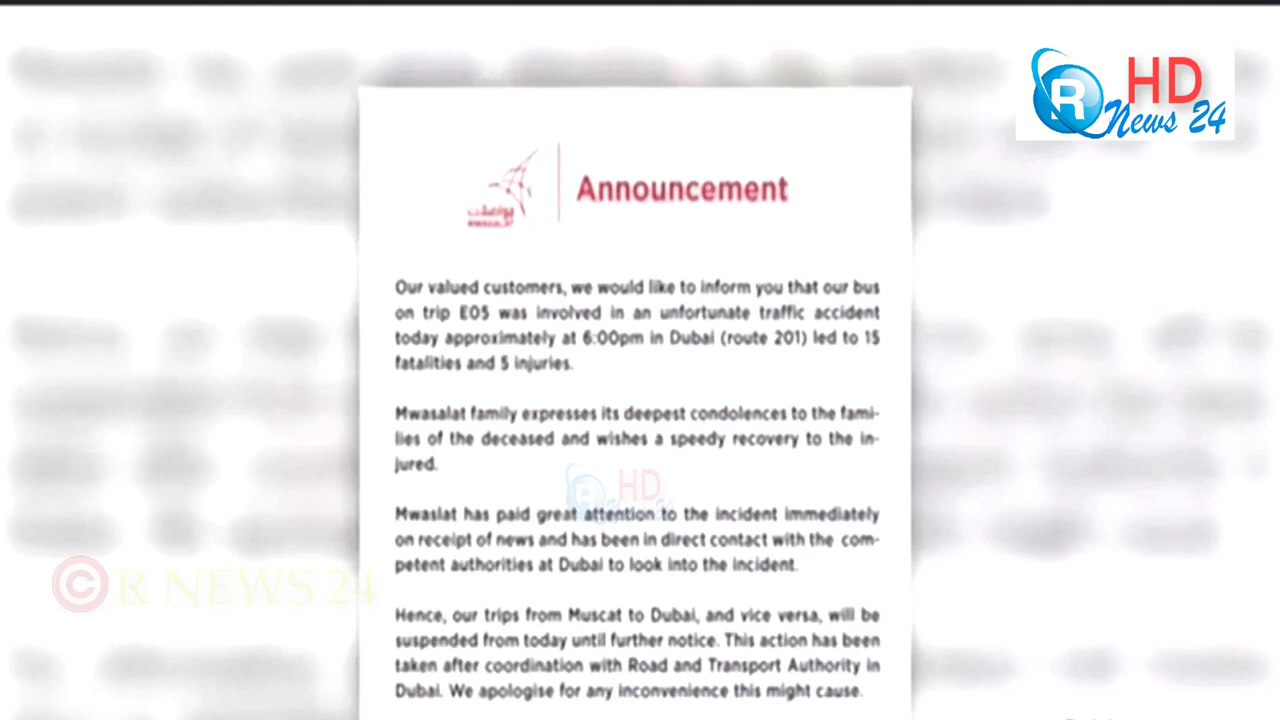 HD
R
News 24
مواصلات
MWASALAT
Announcement
Our valued customers, we would like to inform you that our bus
on trip E05 was involved in an unfortunate traffic accident
today approximately at 6:00pm in Dubai (route 201) led to 15
fatalities and 5 injuries.
Mwasalat family expresses its deepest condolences to the fami-
lies of the deceased and wishes a speedy recovery to the in-
jured.
HD
R
Mwaslat has paid great attention to the incident immediately
on receipt of news and has been in direct contact with the com-
petent authorities at Dubai to look into the incident.
© R NEWS 24
Hence, our trips from Muscat to Dubai, and vice versa, will be
suspended from today until further notice. This action has been
taken after coordination with Road and Transport Authority in
Dubai. We apologise for any inconvenience this might cause.